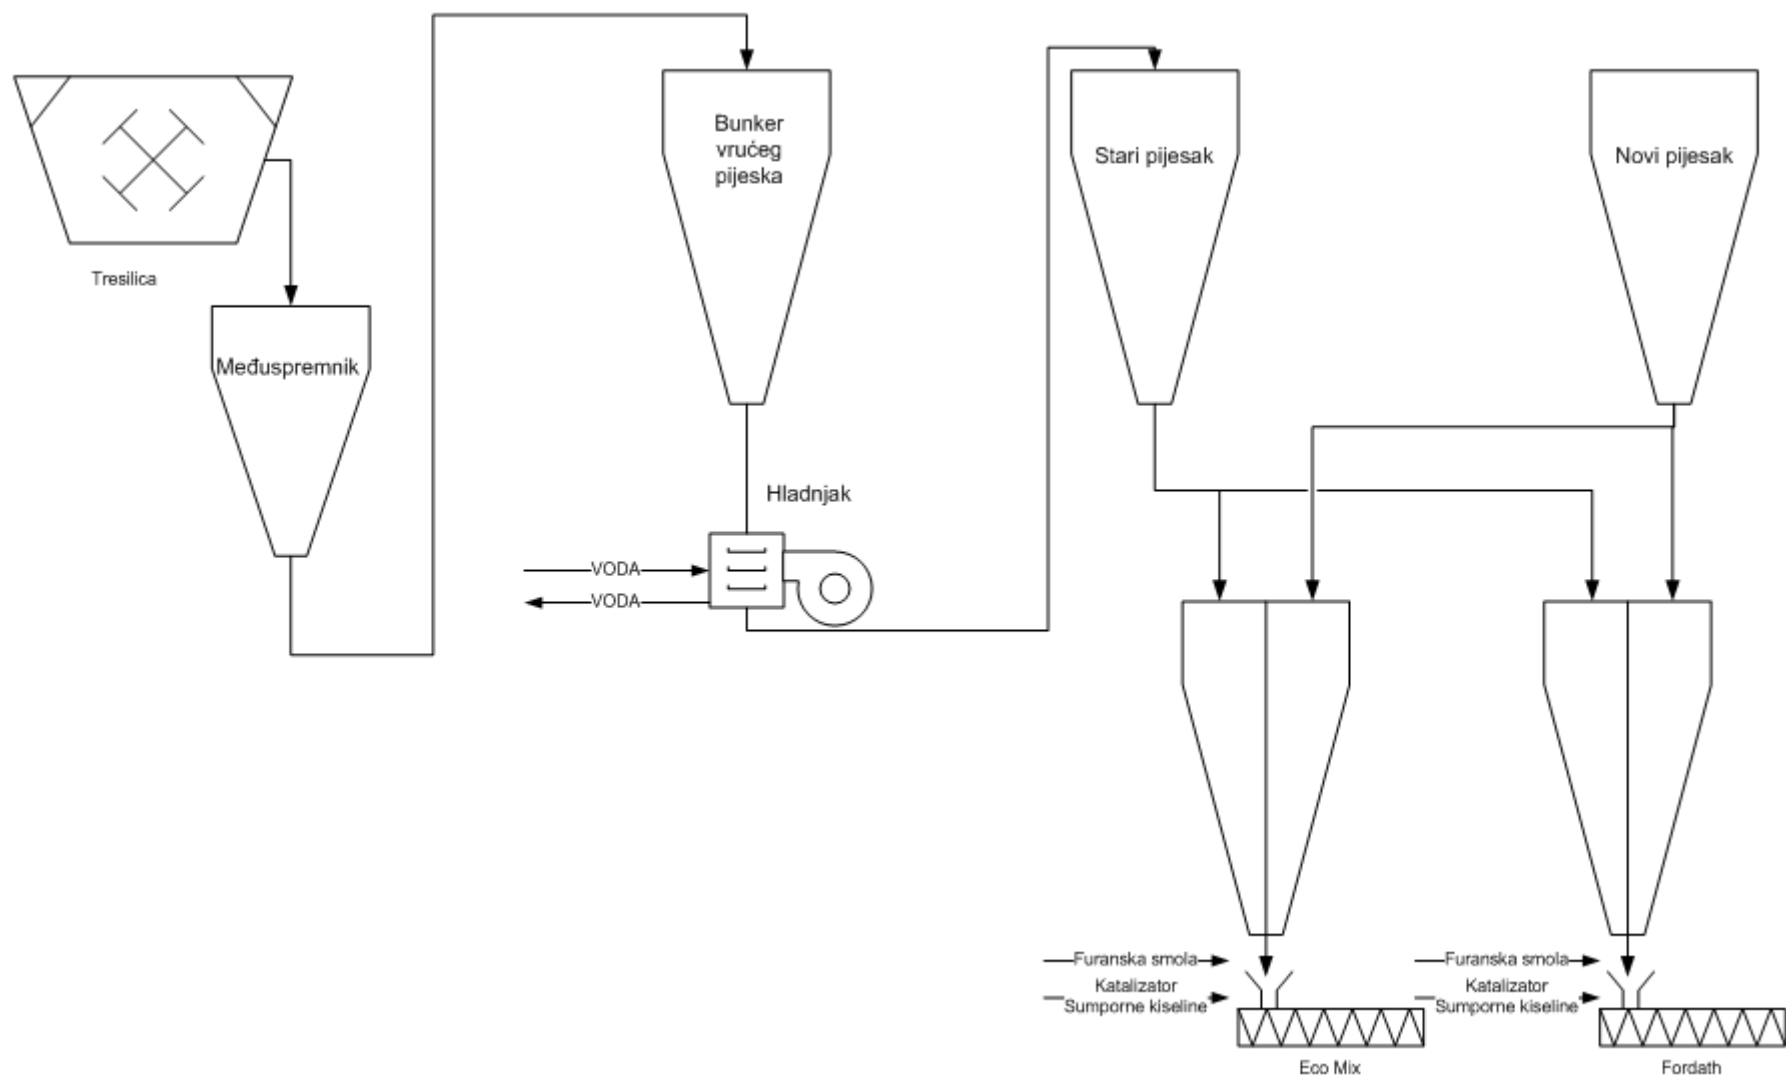 Bunker
vrućeg
pijeska
Stari pijesak
Novi pijesak
Tresilica
Međuspremnik
Hladnjak
VODA
VODA
Furanska smola
Katalizator
Sumporne kiseline
Furanska smola
Katalizator
Sumporne kiseline
Eco Mix
Fordath